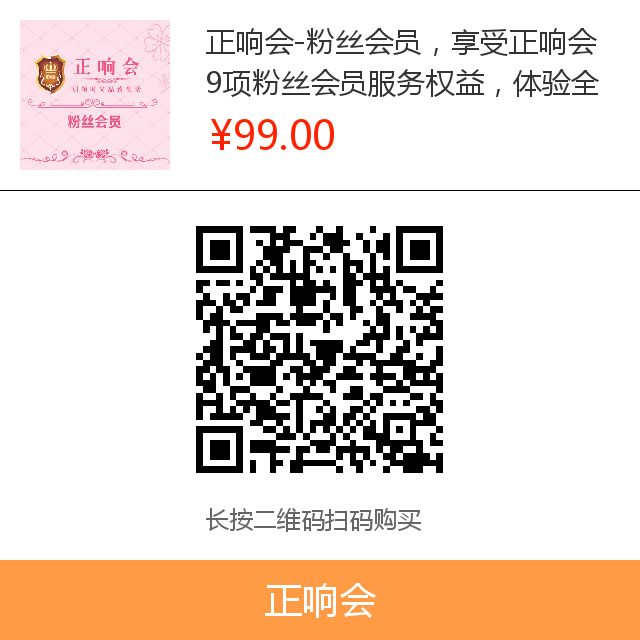 正响会-粉丝会员，享受正响会
9项粉丝会员服务权益，体验全
¥99.00
正响会
粉丝会员
长按二维码扫码购买
正响会